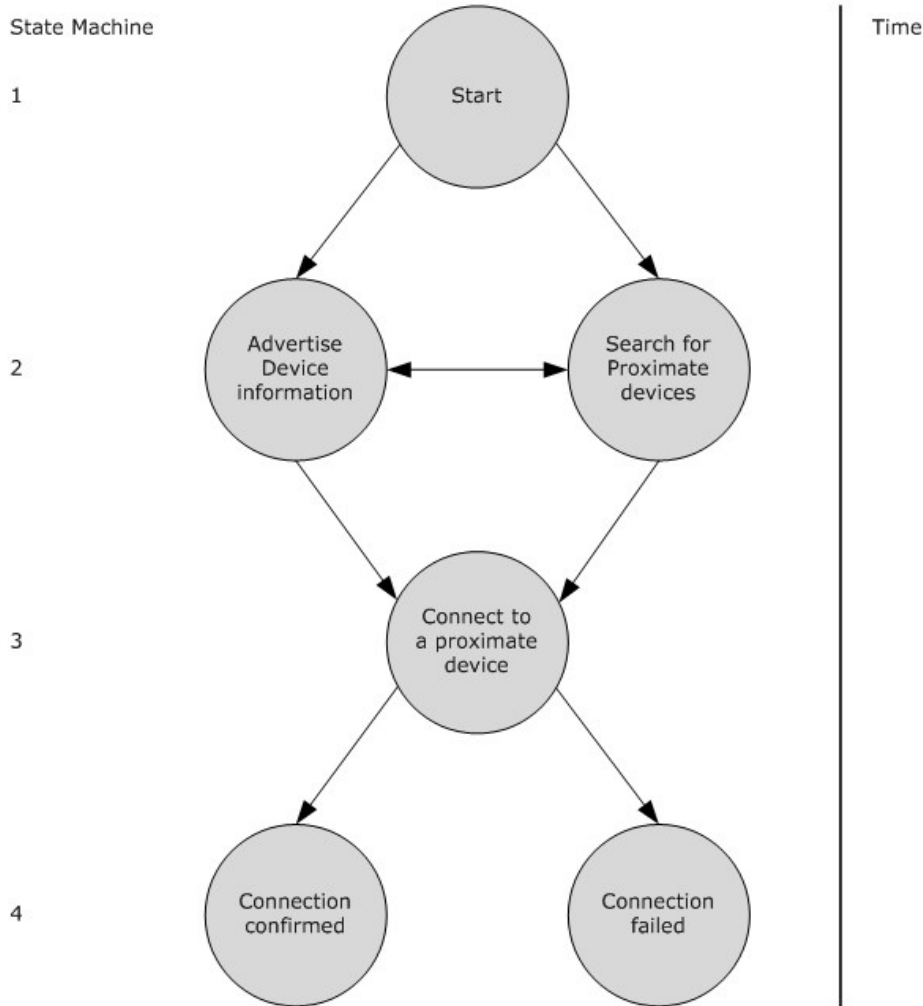 State Machine
Time
1
Start
2
Advertise
Device
information
Search for
Proximate
devices
3
Connect to
a proximate
device
4
Connection
confirmed
Connection
failed